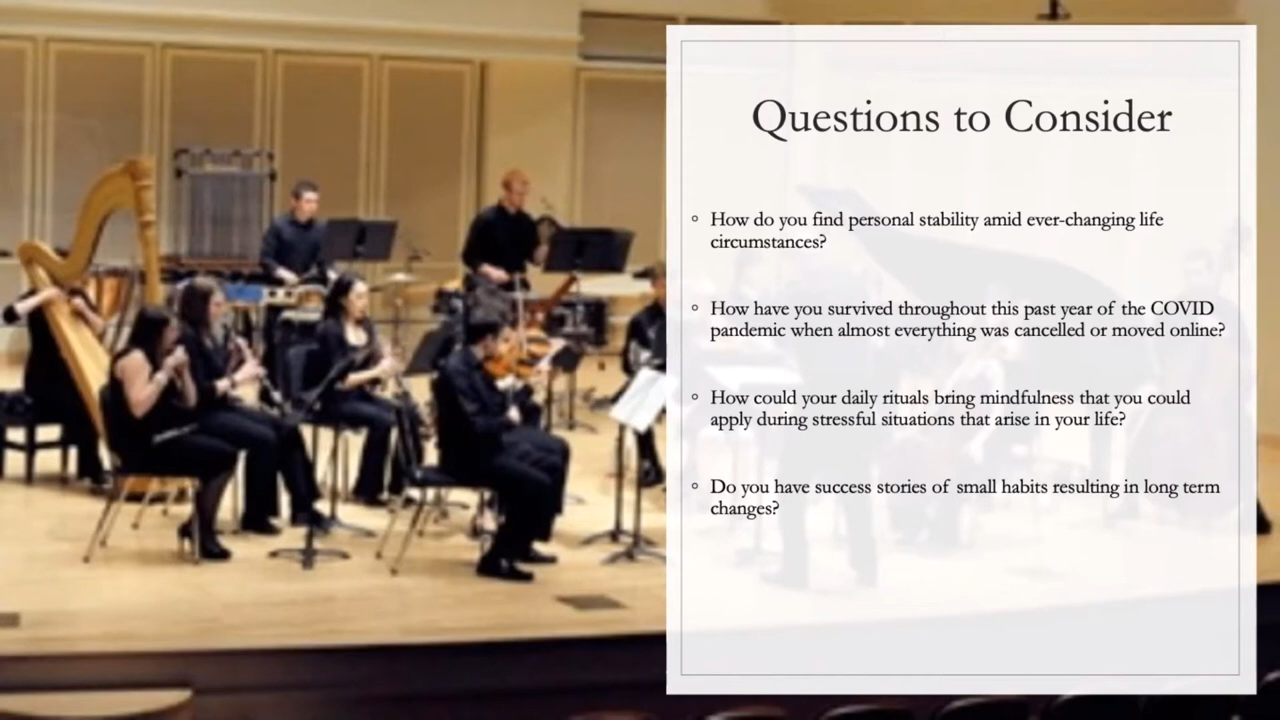 Questions to Consider
◦ How do you find personal stability amid ever-changing life
circumstances?
◦ How have you survived throughout this past year of the COVID
pandemic when almost everything was cancelled or moved online?
◦ How could your daily rituals bring mindfulness that you could
apply during stressful situations that arise in your life?
◦ Do you have success stories of small habits resulting in long term
changes?